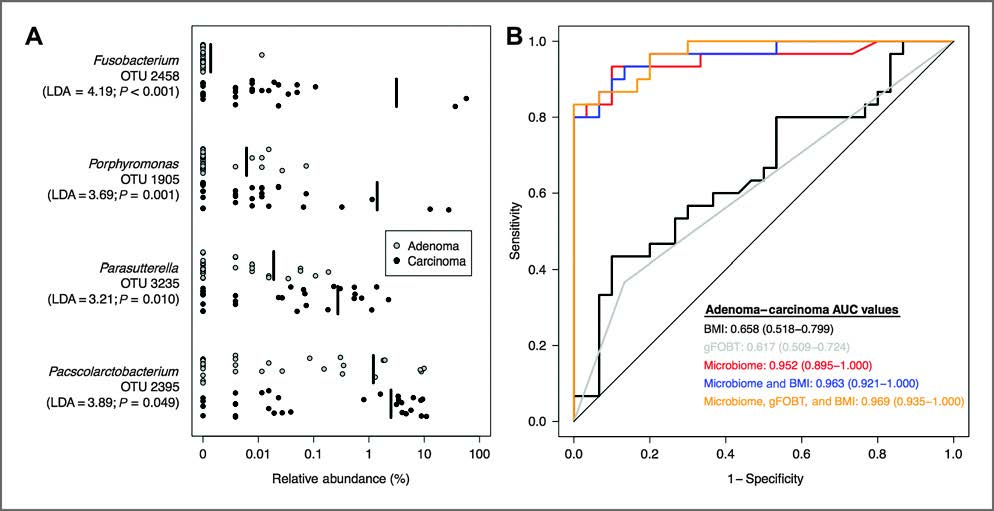 A
Fusobacterium
OTU 2458
(LDA = 4.19; P < 0.001)
Porphyromonas
OTU 1905
(LDA = 3.69; P = 0.001)
Parasutterella
OTU 3235
(LDA = 3.21; P = 0.010)
Pacscolarctobacterium
OTU 2395
(LDA = 3.89; P = 0.049)
Adenoma
Carcinoma
0
0.01
0.1
1
10
100
Relative abundance (%)
B
1.0
0.8
0.6
0.4
0.2
0.0
Sensitivity
Adenoma–carcinoma AUC values
BMI: 0.658 (0.518–0.799)
gFOBT: 0.617 (0.509–0.724)
Microbiome: 0.952 (0.895–1.000)
Microbiome and BMI: 0.963 (0.921–1.000)
Microbiome, gFOBT, and BMI: 0.969 (0.935–1.000)
0.0
0.2
0.4
0.6
0.8
1.0
1 – Specificity